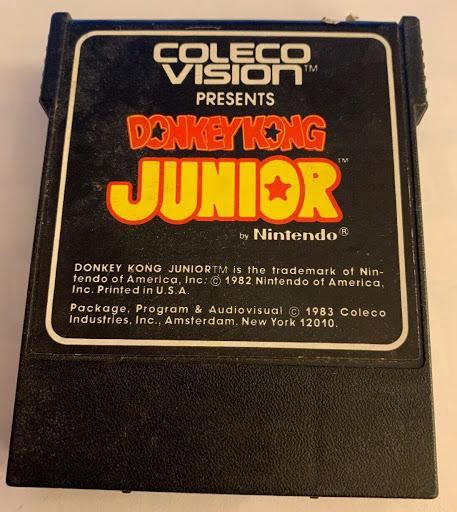 COLECO
VISION™
PRESENTS
DONKEY KONG
JUNIOR™
by Nintendo®
DONKEY KONG JUNIOR™ is the trademark of Nin-
tendo of America, Inc. © 1982 Nintendo of America,
Inc. Printed in U.S.A.
Package, Program & Audiovisual © 1983 Coleco
Industries, Inc., Amsterdam, New York 12010.